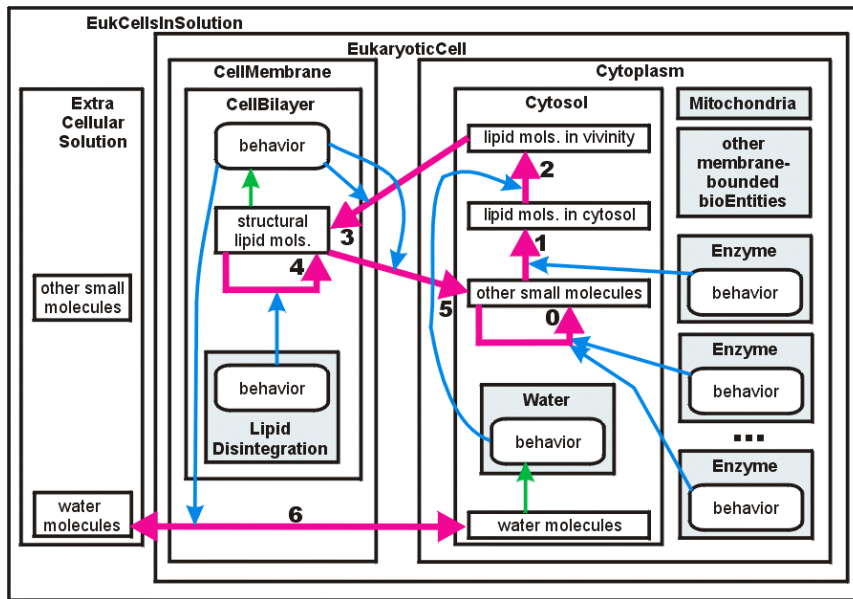 EukCellsInSolution
EukaryoticCell
CellMembrane
Cytoplasm
Extra
Cellular
Solution
CellBilayer
Cytosol
Mitochondria
behavior
lipid mols. in vivinity
other
membrane-
bounded
bioEntities
2
structural
lipid mols.
3
lipid mols. in cytosol
4
1
Enzyme
behavior
other small
molecules
5
other small molecules
0
behavior
Lipid
Disintegration
Water
behavior
Enzyme
behavior
...
Enzyme
behavior
water
molecules
6
water molecules